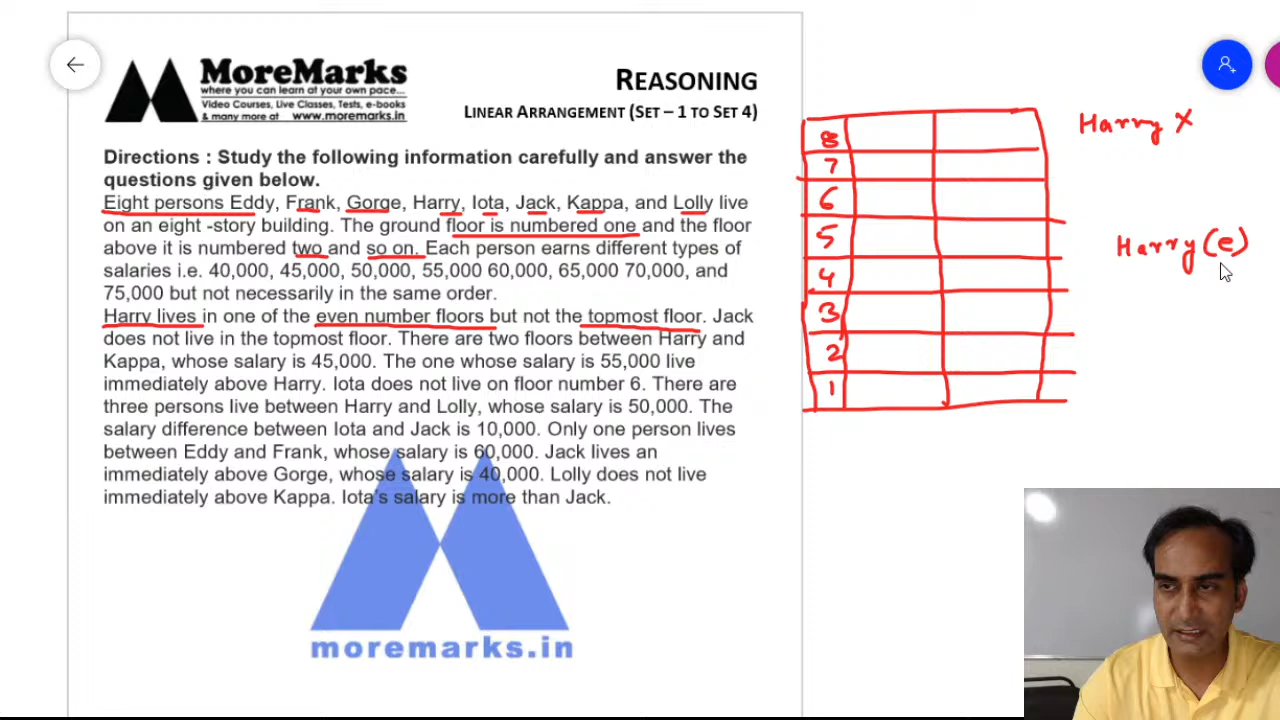 MoreMarks
where you can learn at your own pace...
Video Courses, Live Classes, Tests, e-books
& many more at www.moremarks.in
REASONING
LINEAR ARRANGEMENT (SET – 1 TO SET 4)
Directions : Study the following information carefully and answer the
questions given below.
Eight persons Eddy, Frank, Gorge, Harry, Iota, Jack, Kappa, and Lolly live
on an eight -story building. The ground floor is numbered one and the floor
above it is numbered two and so on. Each person earns different types of
salaries i.e. 40,000, 45,000, 50,000, 55,000 60,000, 65,000 70,000, and
75,000 but not necessarily in the same order.
Harry lives in one of the even number floors but not the topmost floor. Jack
does not live in the topmost floor. There are two floors between Harry and
Kappa, whose salary is 45,000. The one whose salary is 55,000 live
immediately above Harry. Iota does not live on floor number 6. There are
three persons live between Harry and Lolly, whose salary is 50,000. The
salary difference between Iota and Jack is 10,000. Only one person lives
between Eddy and Frank, whose salary is 60,000. Jack lives an
immediately above Gorge, whose salary is 40,000. Lolly does not live
immediately above Kappa. Iota's salary is more than Jack.
moremarks.in
8
7
6
5
4
3
2
1
Harry X
Harry (e)